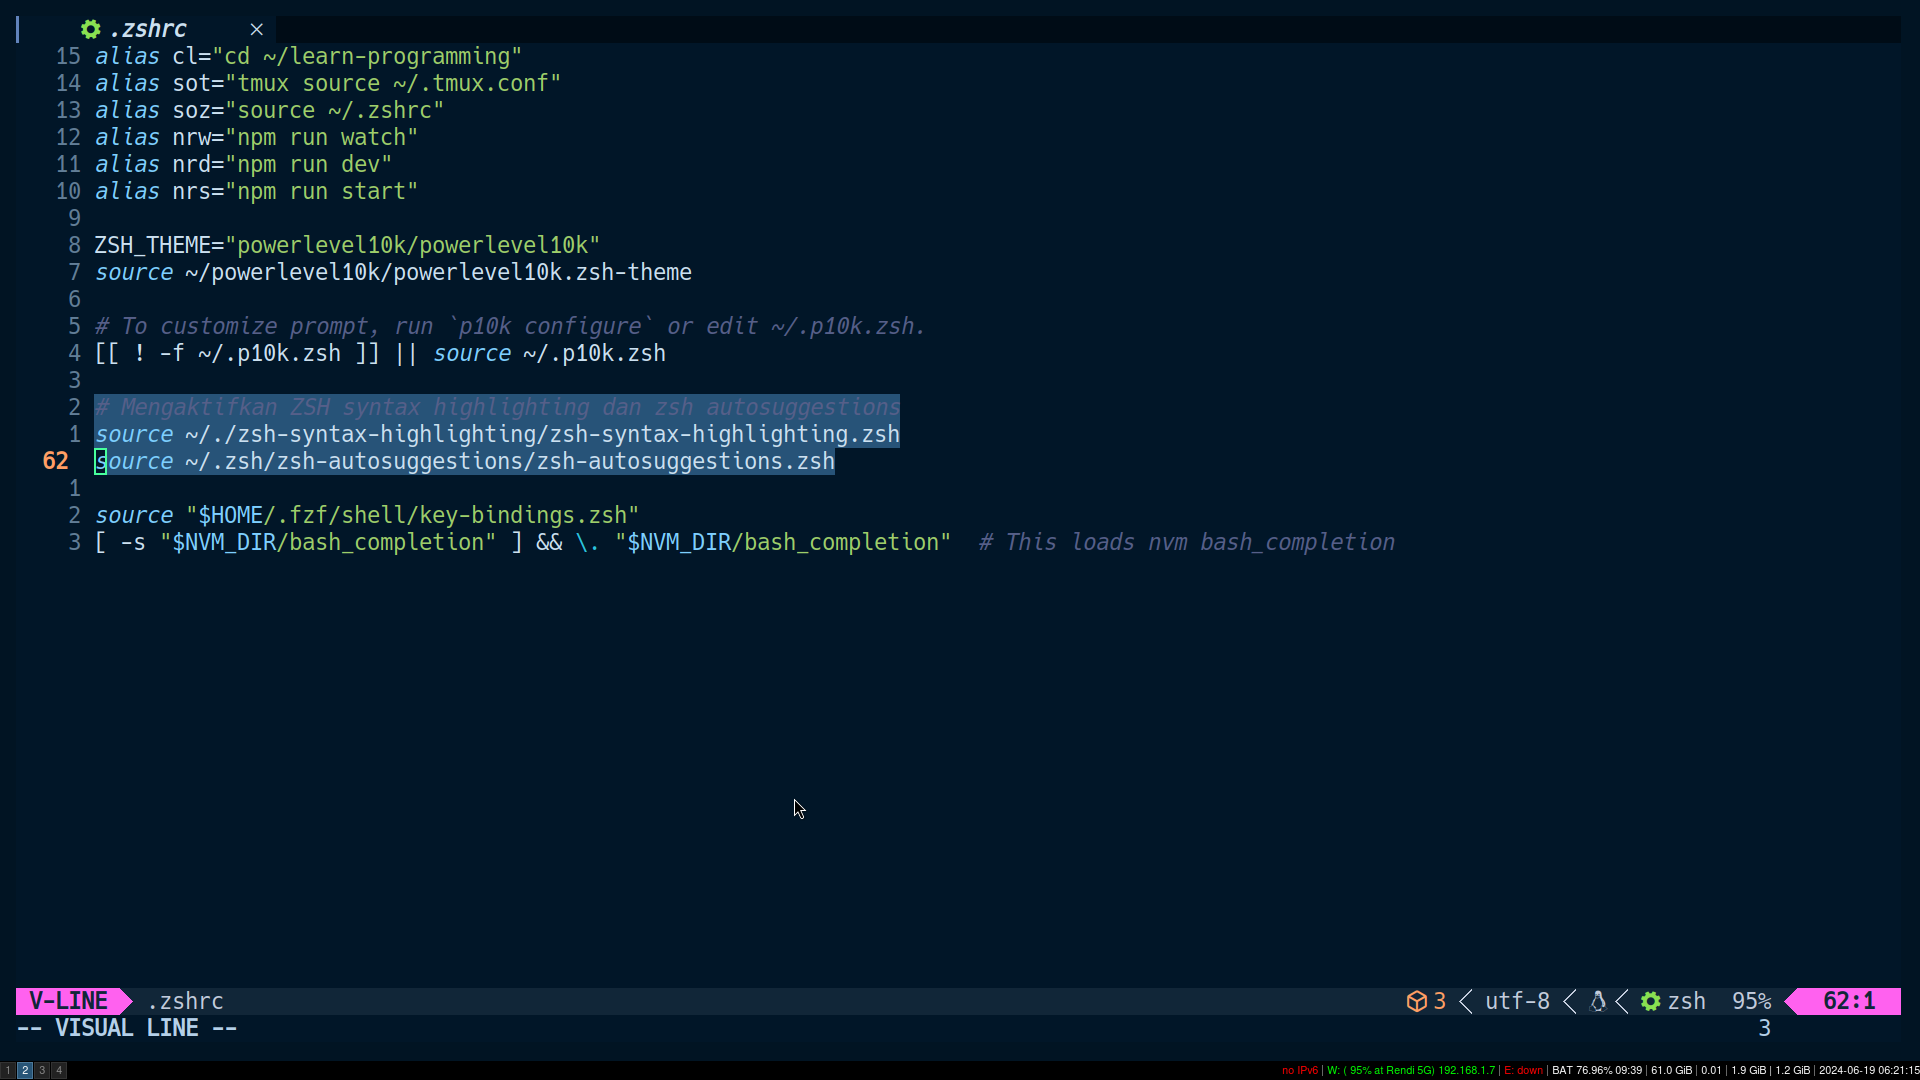 .zshrc ×
15 alias cl="cd ~/learn-programming"
14 alias sot="tmux source ~/.tmux.conf"
13 alias soz="source ~/.zshrc"
12 alias nrw="npm run watch"
11 alias nrd="npm run dev"
10 alias nrs="npm run start"
9
8 ZSH_THEME="powerlevel10k/powerlevel10k"
7 source ~/powerlevel10k/powerlevel10k.zsh-theme
6
5 # To customize prompt, run `p10k configure` or edit ~/.p10k.zsh.
4 [[ ! -f ~/.p10k.zsh ]] || source ~/.p10k.zsh
3
2 # Mengaktifkan ZSH syntax highlighting dan zsh autosuggestions
1 source ~/./zsh-syntax-highlighting/zsh-syntax-highlighting.zsh
62 source ~/.zsh/zsh-autosuggestions/zsh-autosuggestions.zsh
1
2 source "$HOME/.fzf/shell/key-bindings.zsh"
3 [ -s "$NVM_DIR/bash_completion" ] && \. "$NVM_DIR/bash_completion"  # This loads nvm bash_completion
V-LINE .zshrc 3 utf-8 zsh 95% 62:1
-- VISUAL LINE -- 3
1 2 3 4 no IPv6 | W: ( 95% at Rendi 5G) 192.168.1.7 | E: down | BAT 76.96% 09:39 | 61.0 GiB | 0.01 | 1.9 GiB | 1.2 GiB | 2024-06-19 06:21:15